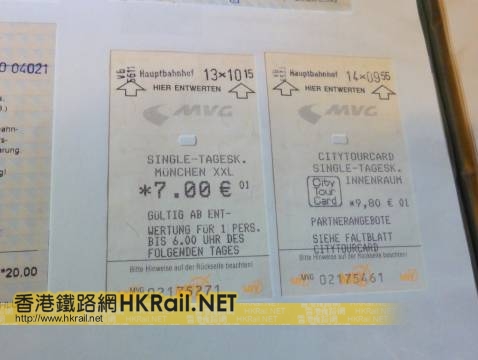 04021
*20.00
Hauptbahnhof 13×10 15
HIER ENTWERTEN
MVG
SINGLE-TAGESK.
MÜNCHEN XXL
*7.00 € 01
GÜLTIG AB ENT-
WERTUNG FÜR 1 PERS.
BIS 6.00 UHR DES
FOLGENDEN TAGES
Bitte Hinweise auf der Rückseite beachten!
MVG 02175271
Hauptbahnhof 14×09 55
HIER ENTWERTEN
MVG
CITYTOURCARD
SINGLE-TAGESK.
INNENRAUM
City
Tour
Card
*9,80 € 01
PARTNERANGEBOTE
SIEHE FALTBLATT
CITYTOURCARD
Bitte Hinweise auf der Rückseite beachten!
MVG 02175461
香港鐵路網HKRail.NET
http://www.hkrail.net